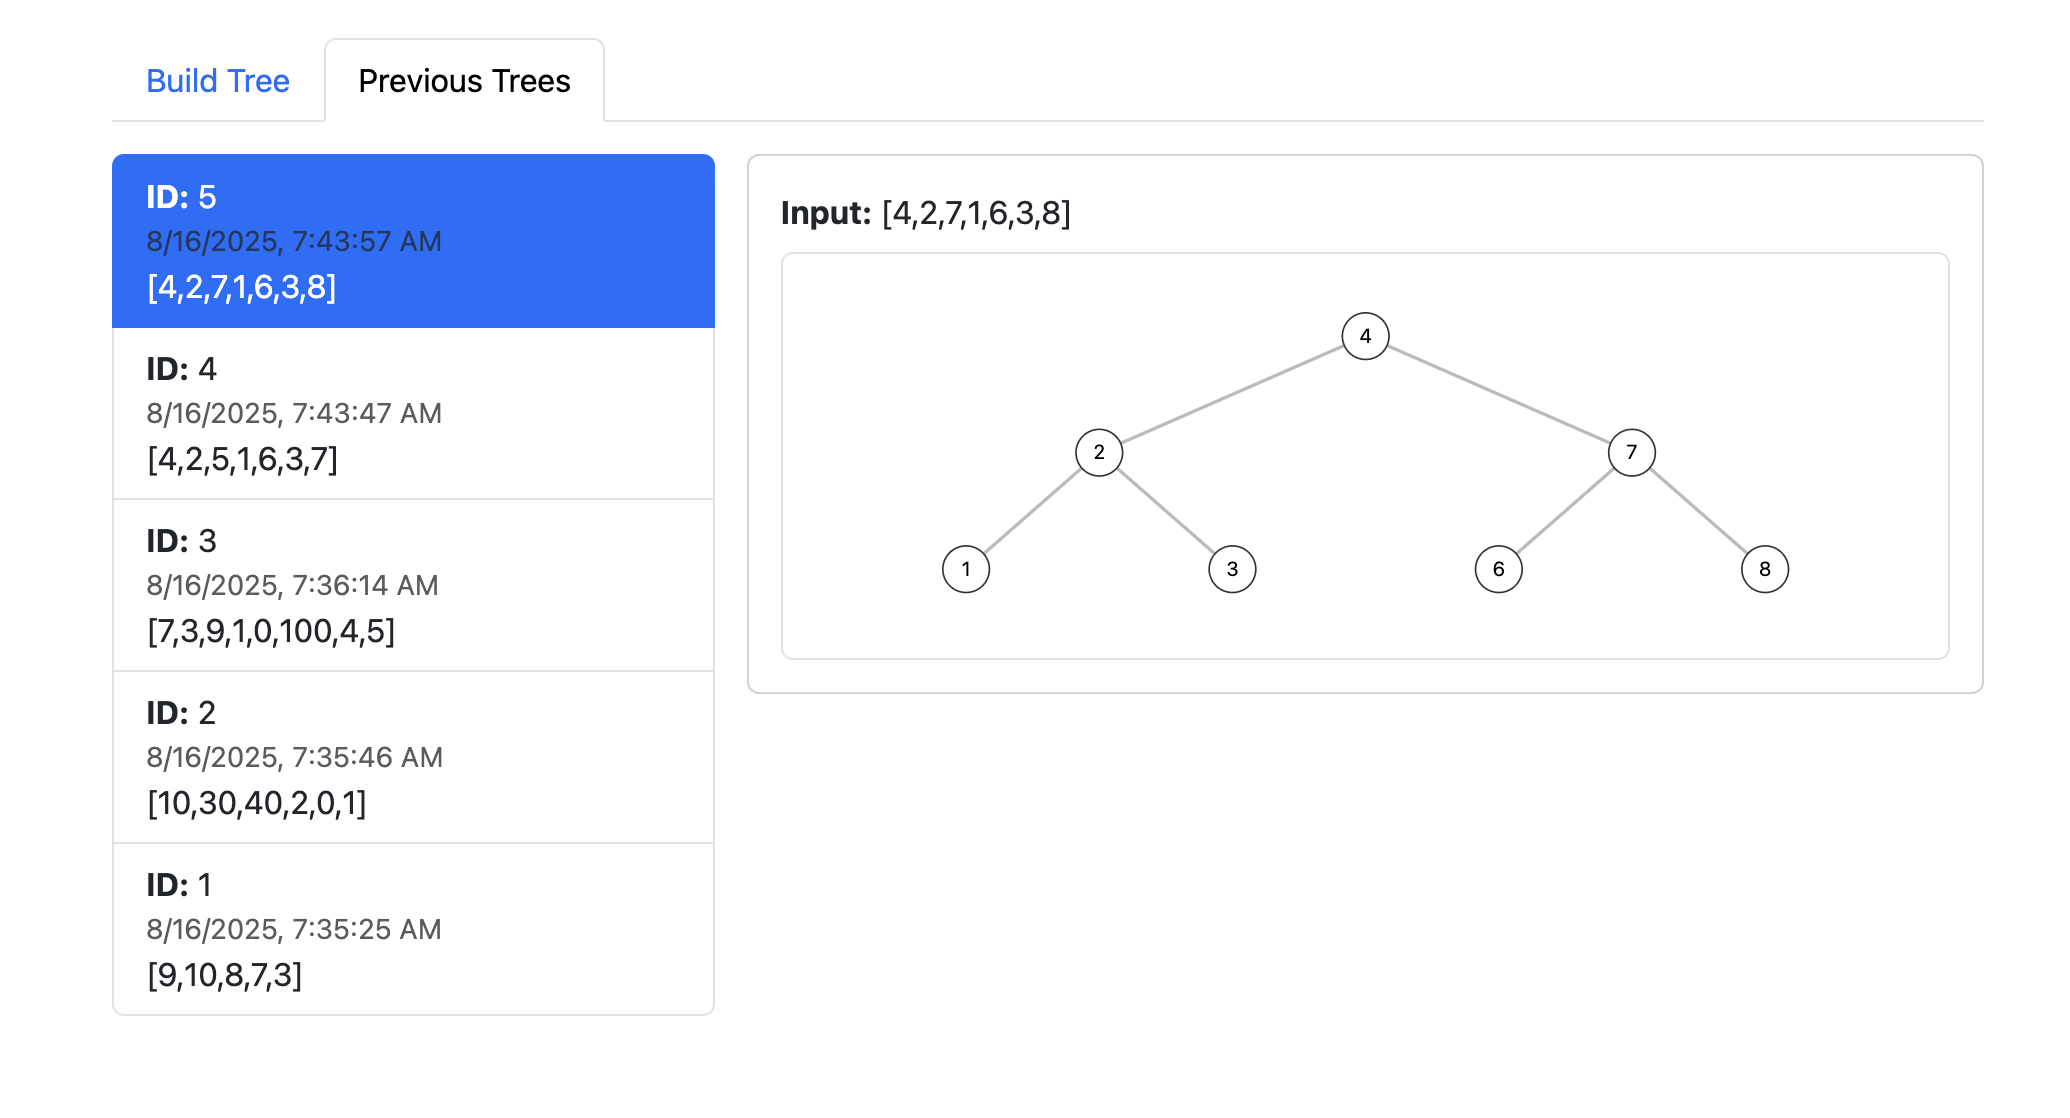 Build Tree
Previous Trees
ID: 5
8/16/2025, 7:43:57 AM
[4,2,7,1,6,3,8]
ID: 4
8/16/2025, 7:43:47 AM
[4,2,5,1,6,3,7]
ID: 3
8/16/2025, 7:36:14 AM
[7,3,9,1,0,100,4,5]
ID: 2
8/16/2025, 7:35:46 AM
[10,30,40,2,0,1]
ID: 1
8/16/2025, 7:35:25 AM
[9,10,8,7,3]
Input: [4,2,7,1,6,3,8]
4
2
7
1
3
6
8